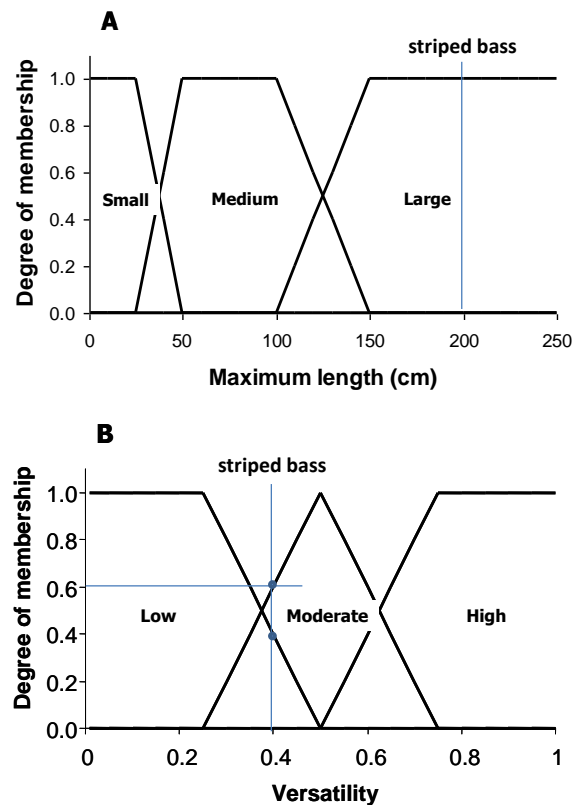 A
striped bass
1.0
0.8
0.6
0.4
0.2
0.0
Degree of membership
Small
Medium
Large
0 50 100 150 200 250
Maximum length (cm)
B
striped bass
1.0
0.8
0.6
0.4
0.2
0.0
Degree of membership
Low
Moderate
High
0 0.2 0.4 0.6 0.8 1
Versatility